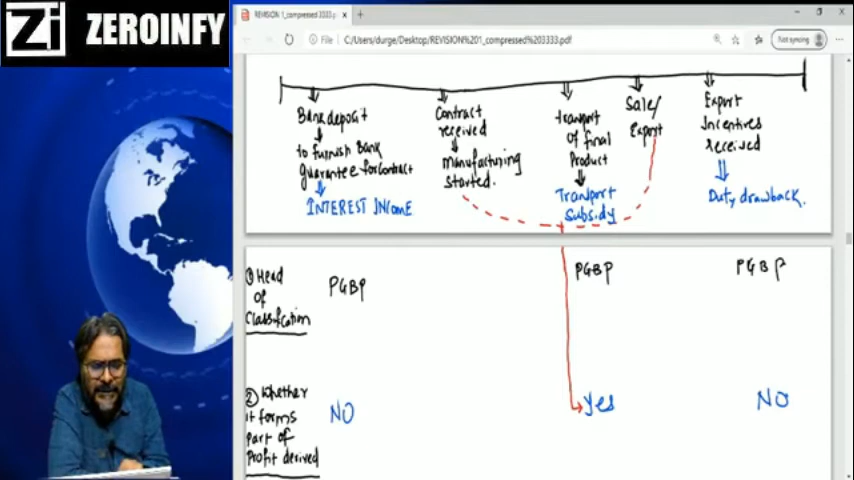 Zi ZEROINFY
REVISION 1_compressed 3333.p
File C:/Users/durge/Desktop/REVISION%201_compressed%203333.pdf
Not syncing
Bank deposit
to furnish Bank
guarantee for contract
INTEREST INCOME
Contract
received
manufacturing
started.
Transport
of final
Product
Transport
Subsidy
Sale/
Export
Export
Incentives
received
Duty drawback.
① Head
of
Classification
PGBP
PGBP
PGBP
② Whether
it forms
part of
Profit derived
NO
Yes
NO